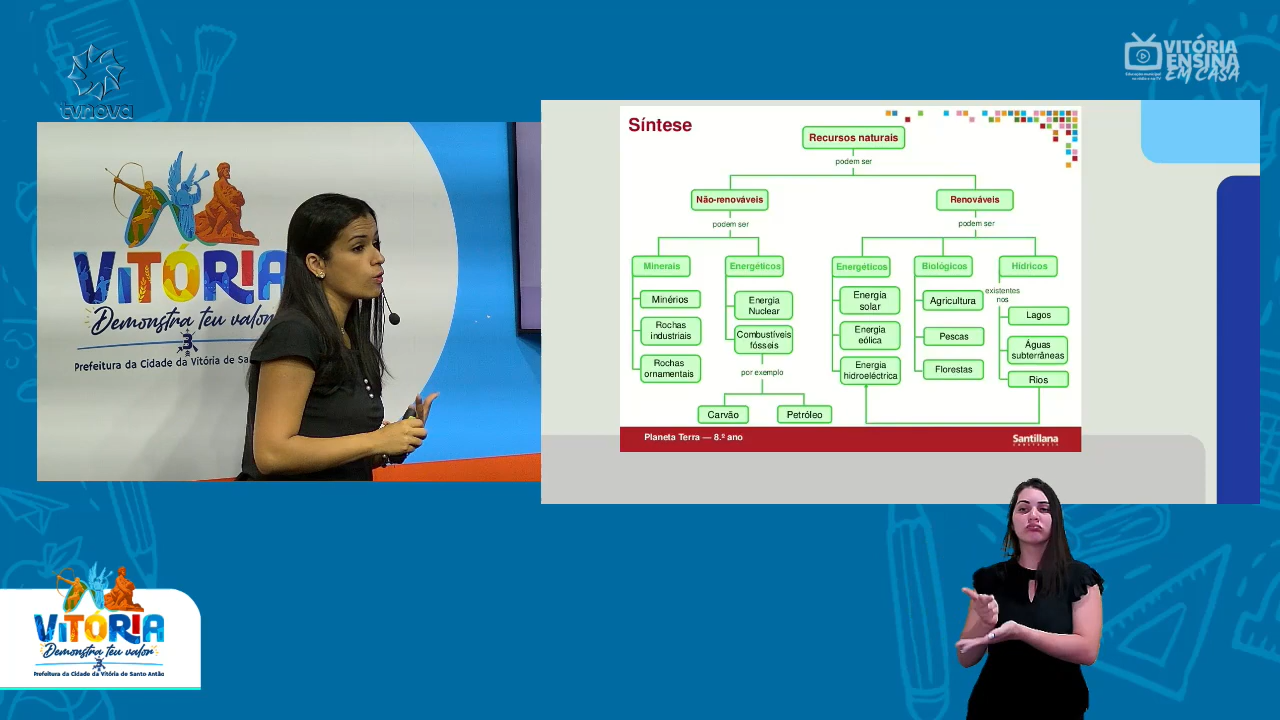 tvnova
VITÓRIA
ENSINA
EM CASA
VITÓRIA
Demonstra teu valor
3
Prefeitura da Cidade da Vitória de Sa
Síntese
Recursos naturais
podem ser
Não-renováveis
Renováveis
podem ser
podem ser
Minerais
Energéticos
Energéticos
Biológicos
Hídricos
existentes
nos
Minérios
Rochas
industriais
Rochas
ornamentais
Energia
Nuclear
Combustíveis
fósseis
por exemplo
Carvão
Petróleo
Energia
solar
Energia
eólica
Energia
hidroeléctrica
Agricultura
Pescas
Florestas
Lagos
Águas
subterrâneas
Rios
Planeta Terra — 8.º ano
Santillana
VITÓRIA
Demonstra teu valor
3
Prefeitura da Cidade da Vitória de Santo Antão